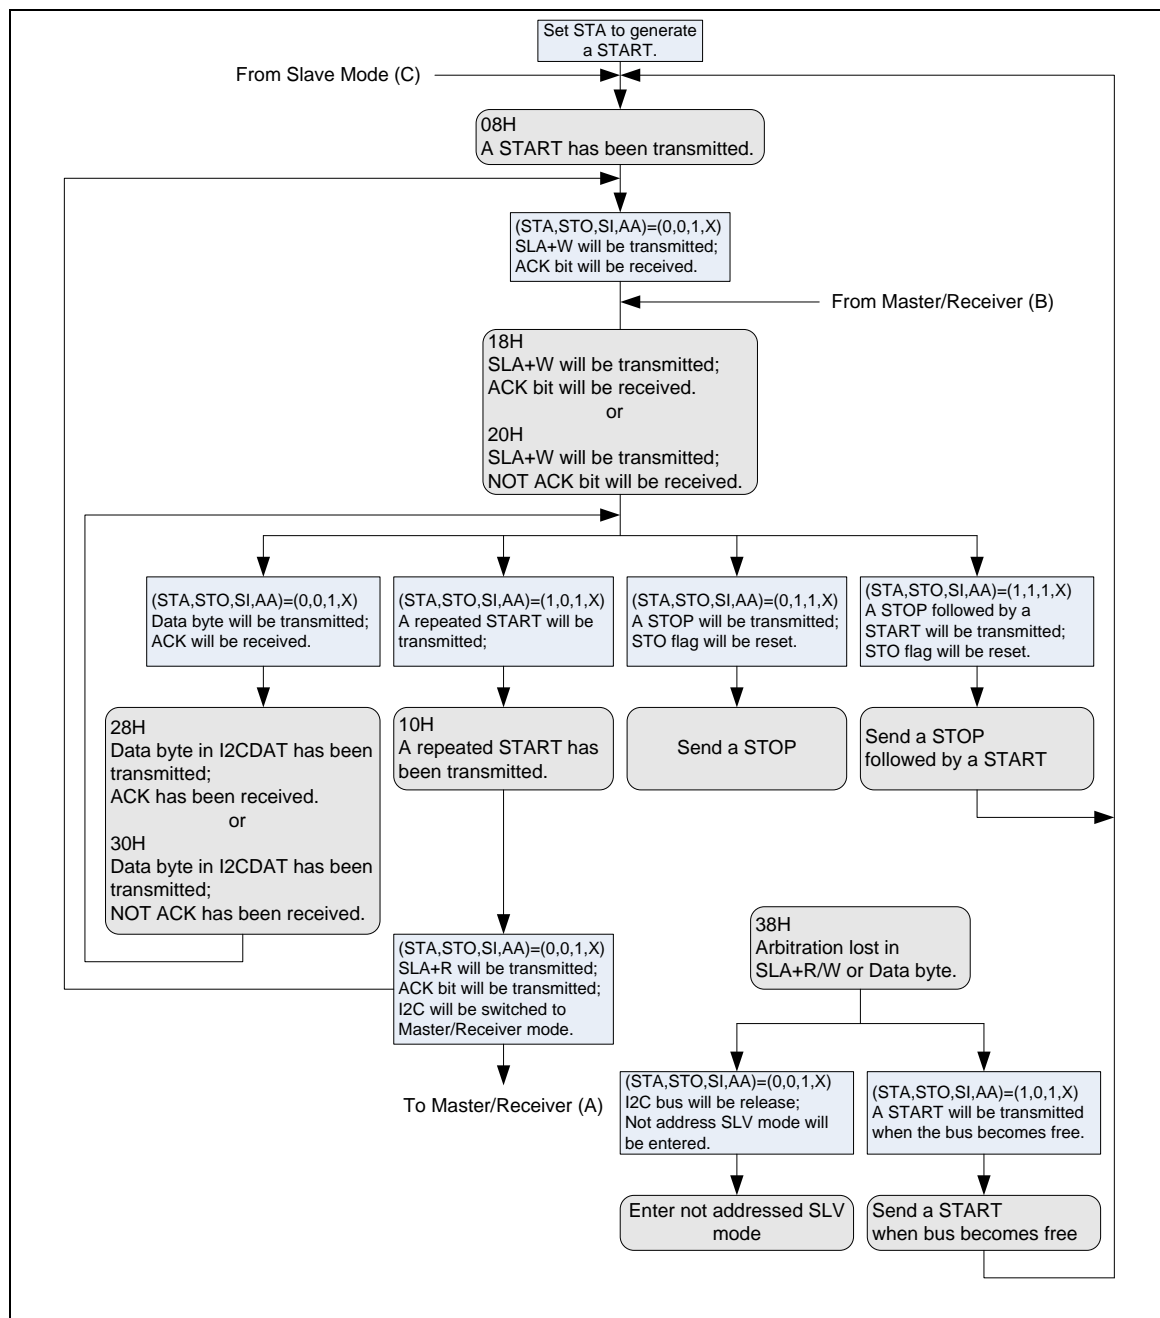 Set STA to generate
a START.
From Slave Mode (C)
08H
A START has been transmitted.
(STA,STO,SI,AA)=(0,0,1,X)
SLA+W will be transmitted;
ACK bit will be received.
From Master/Receiver (B)
18H
SLA+W will be transmitted;
ACK bit will be received.
or
20H
SLA+W will be transmitted;
NOT ACK bit will be received.
(STA,STO,SI,AA)=(0,0,1,X)
Data byte will be transmitted;
ACK will be received.
(STA,STO,SI,AA)=(1,0,1,X)
A repeated START will be
transmitted;
(STA,STO,SI,AA)=(0,1,1,X)
A STOP will be transmitted;
STO flag will be reset.
(STA,STO,SI,AA)=(1,1,1,X)
A STOP followed by a
START will be transmitted;
STO flag will be reset.
28H
Data byte in I2CDAT has been
transmitted;
ACK has been received.
or
30H
Data byte in I2CDAT has been
transmitted;
NOT ACK has been received.
10H
A repeated START has
been transmitted.
Send a STOP
Send a STOP
followed by a START
(STA,STO,SI,AA)=(0,0,1,X)
SLA+R will be transmitted;
ACK bit will be transmitted;
I2C will be switched to
Master/Receiver mode.
To Master/Receiver (A)
38H
Arbitration lost in
SLA+R/W or Data byte.
(STA,STO,SI,AA)=(0,0,1,X)
I2C bus will be release;
Not address SLV mode will
be entered.
(STA,STO,SI,AA)=(1,0,1,X)
A START will be transmitted
when the bus becomes free.
Enter not addressed SLV
mode
Send a START
when bus becomes free